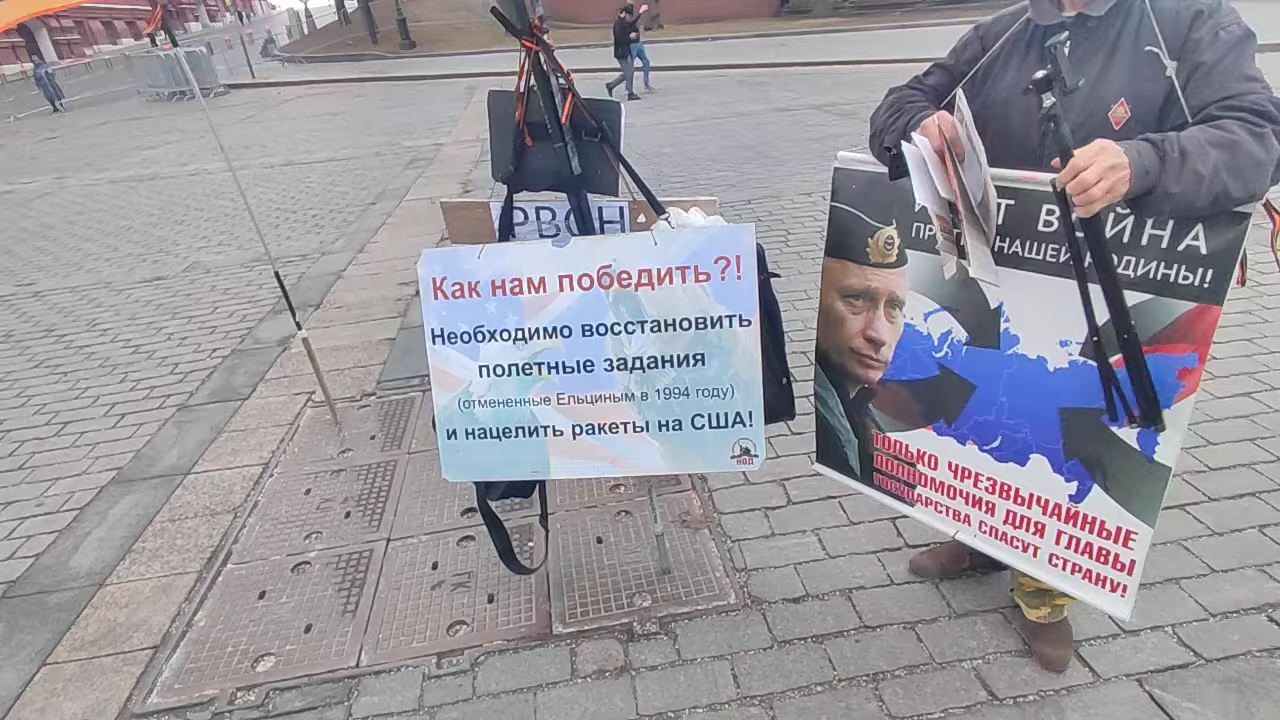 РВСН
Как нам победить?!
Необходимо восстановить
полетные задания
(отмененные Ельциным в 1994 году)
и нацелить ракеты на США!
НОД
ВОЙНА
НАШЕЙ РОДИНЫ!
ТОЛЬКО ЧРЕЗВЫЧАЙНЫЕ
ПОЛНОМОЧИЯ ДЛЯ ГЛАВЫ
ГОСУДАРСТВА СПАСУТ СТРАНУ!